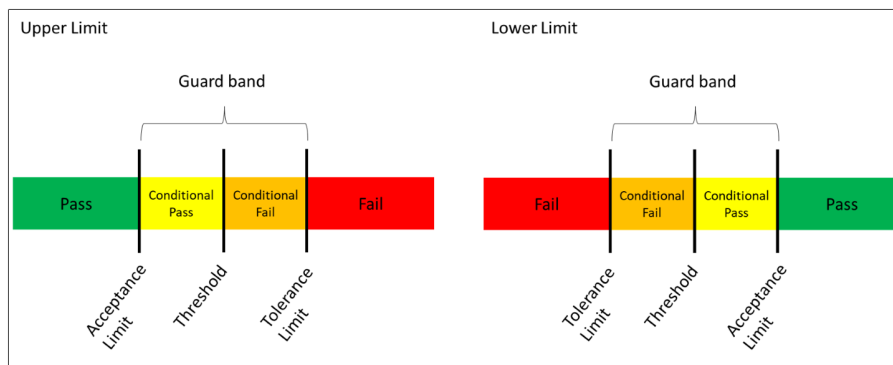 Upper Limit
Guard band
Pass
Conditional
Pass
Conditional
Fail
Fail
Acceptance
Limit
Threshold
Tolerance
Limit
Lower Limit
Guard band
Fail
Conditional
Fail
Conditional
Pass
Pass
Tolerance
Limit
Threshold
Acceptance
Limit